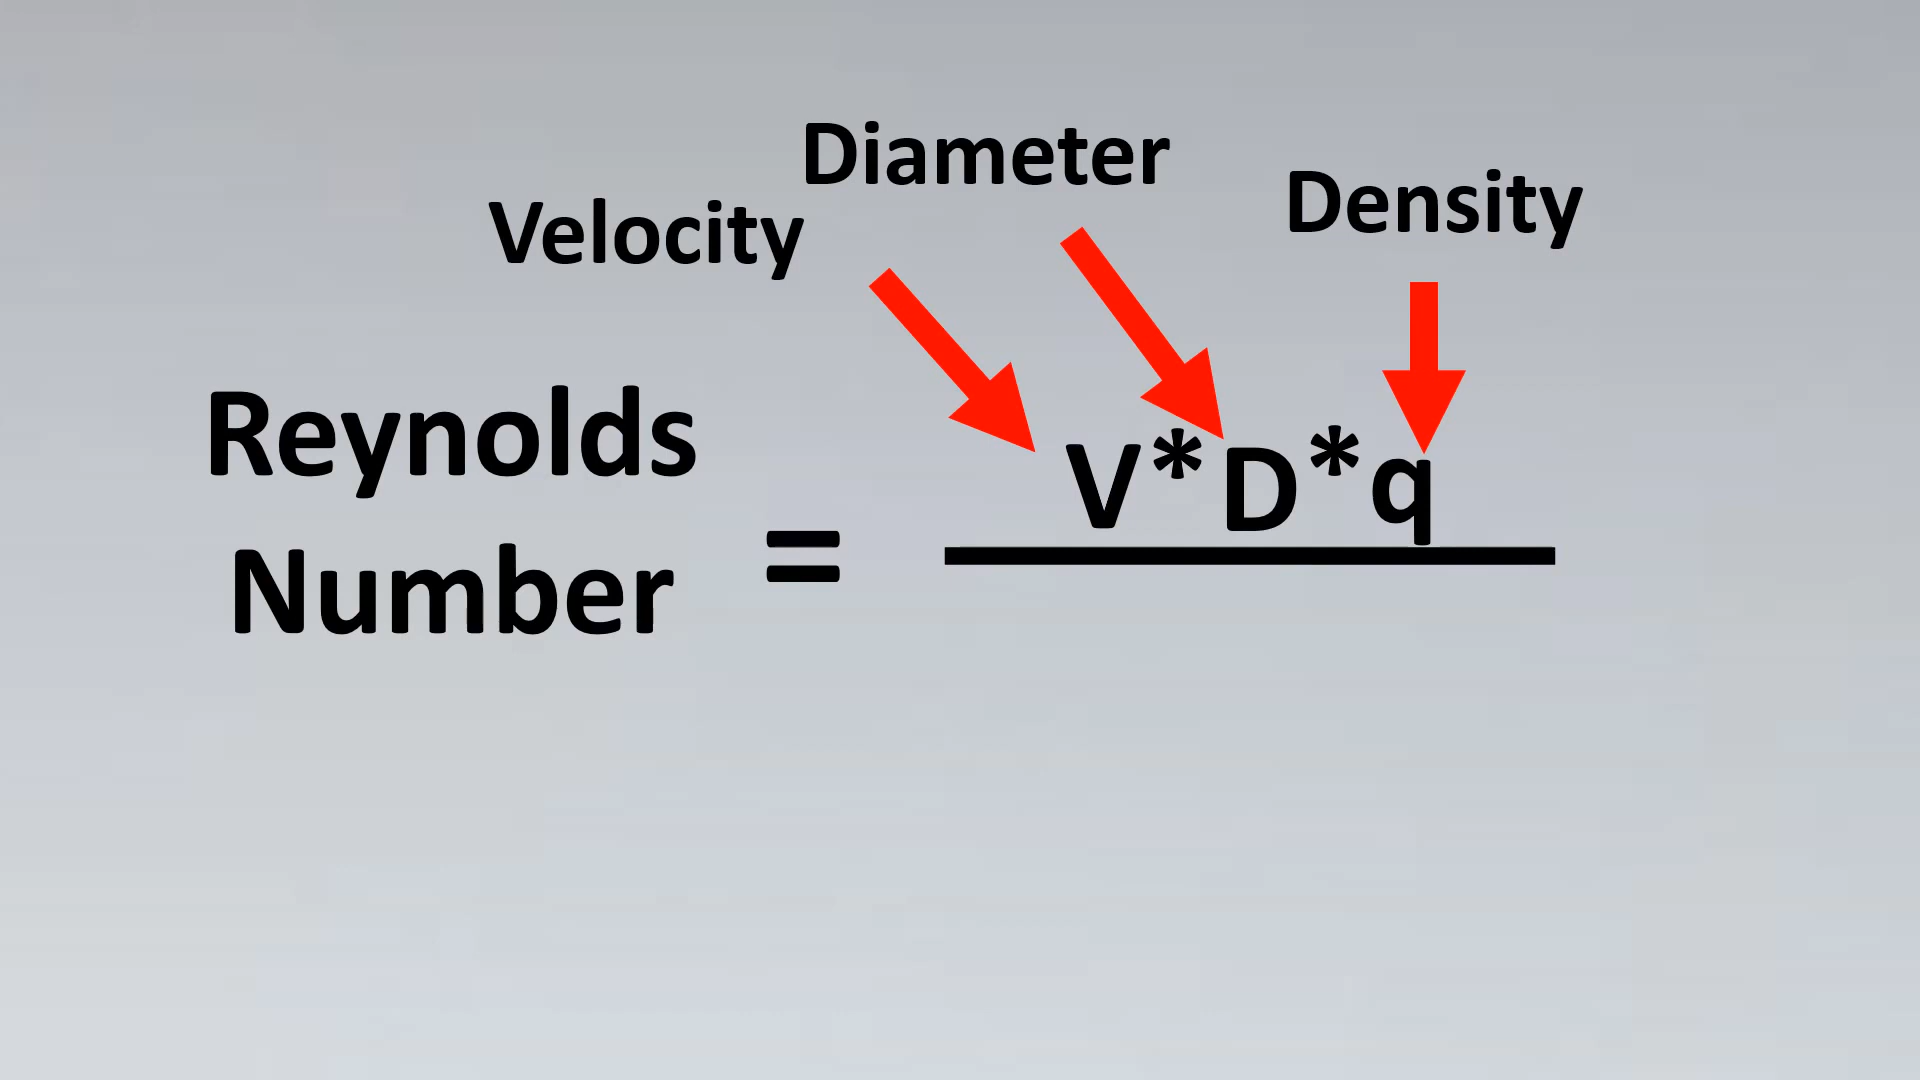 Diameter
Velocity
Density
Reynolds
Number
=
V*D*q